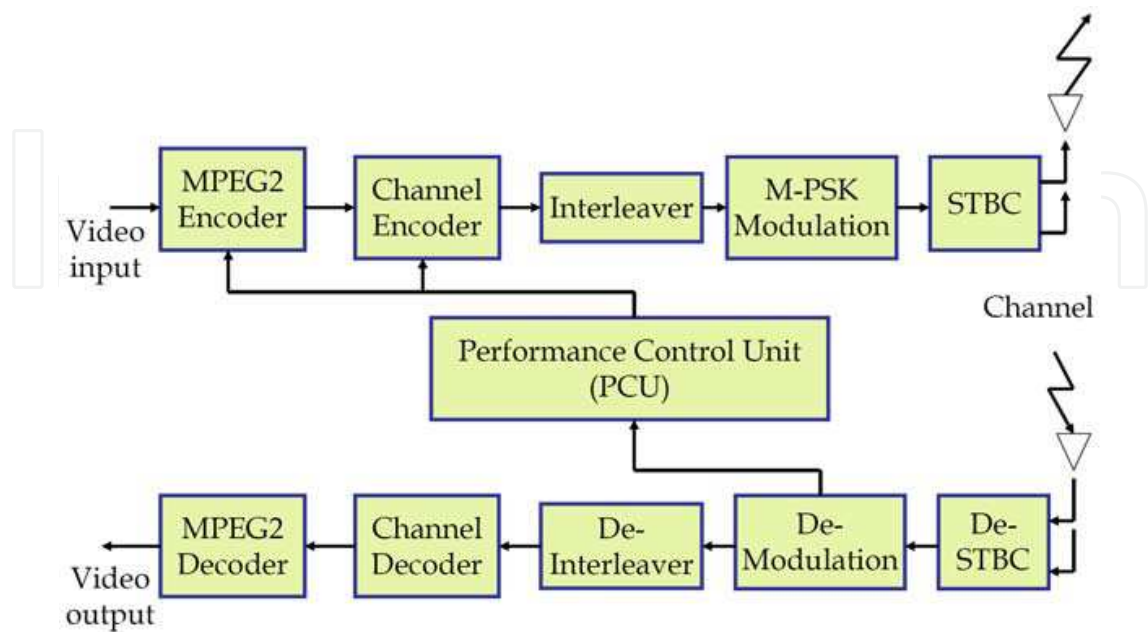 MPEG2
Encoder
Channel
Encoder
Interleaver
M-PSK
Modulation
STBC
Video
input
Channel
Performance Control Unit
(PCU)
MPEG2
Decoder
Channel
Decoder
De-
Interleaver
De-
Modulation
De-
STBC
Video
output